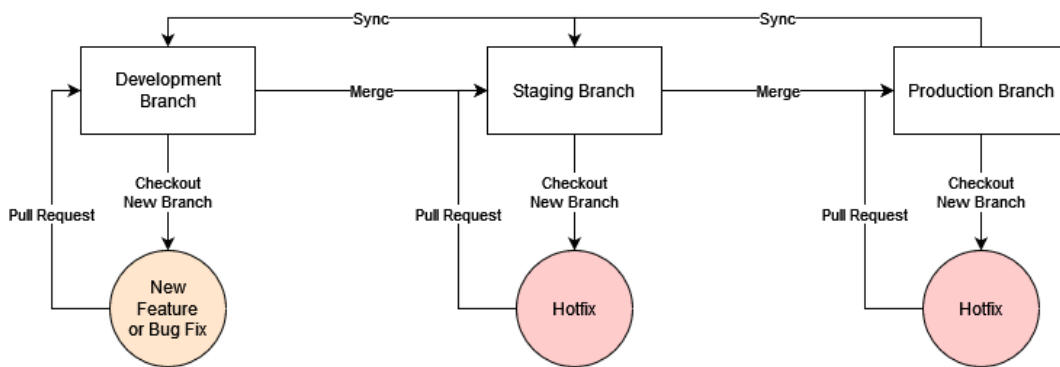 Sync
Sync
Development
Branch
Merge
Staging Branch
Merge
Production Branch
Checkout
New Branch
Checkout
New Branch
Checkout
New Branch
Pull Request
Pull Request
Pull Request
New
Feature
or Bug Fix
Hotfix
Hotfix